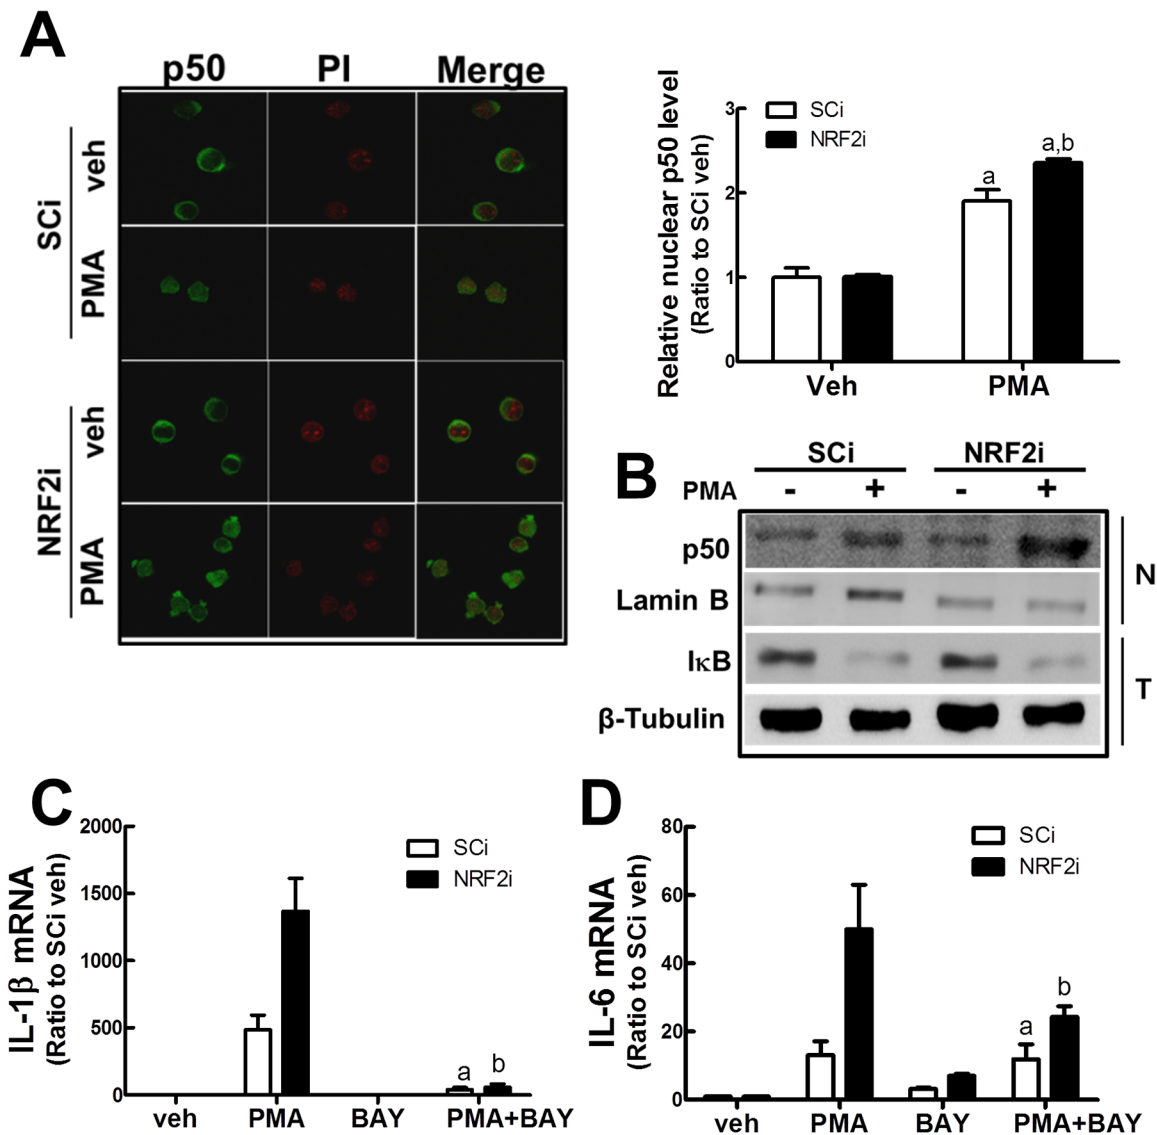 A
p50 PI Merge
SCi
veh
PMA
NRF2i
veh
PMA
Relative nuclear p50 level
(Ratio to SCi veh)
3
2
1
0
SCi
NRF2i
a
a,b
Veh PMA
B
SCi NRF2i
PMA - + - +
p50
Lamin B
IκB
β-Tubulin
N
T
C
IL-1β mRNA
(Ratio to SCi veh)
2000
1500
1000
500
0
SCi
NRF2i
a b
veh PMA BAY PMA+BAY
D
IL-6 mRNA
(Ratio to SCi veh)
80
60
40
20
0
SCi
NRF2i
a b
veh PMA BAY PMA+BAY